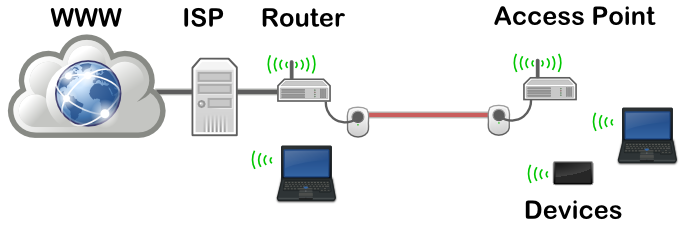 WWW
ISP
Router
Access Point
Devices